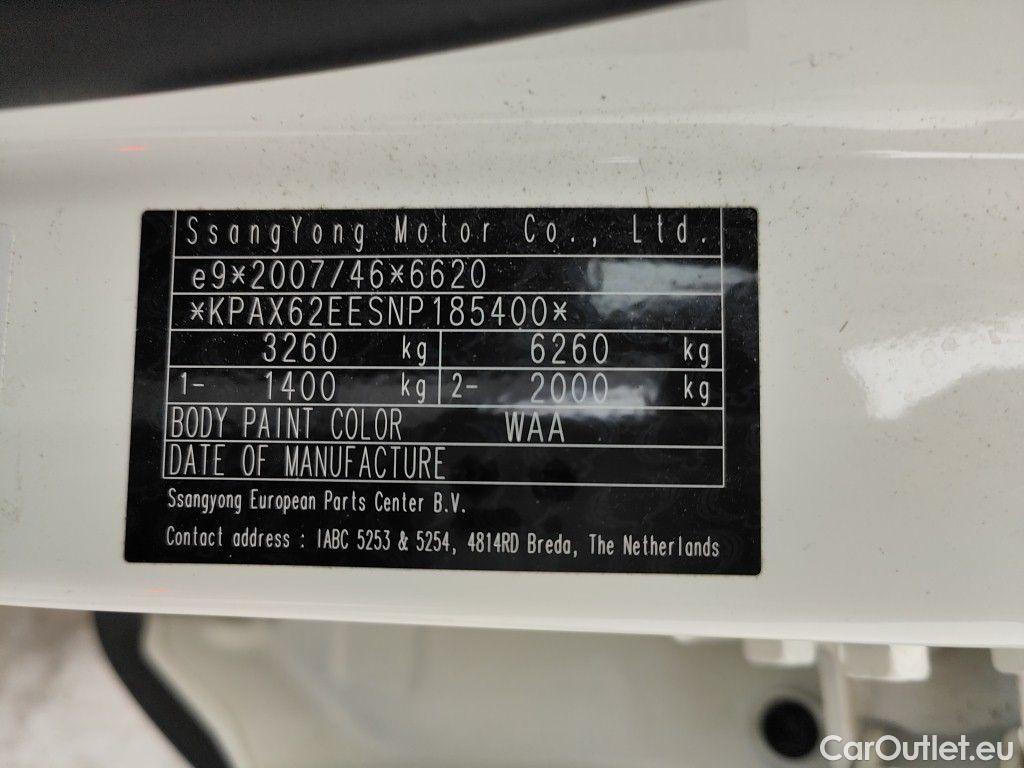 SsangYong Motor Co., Ltd.
e9*2007/46*6620
*KPAX62EESNP185400*
3260 kg 6260 kg
1- 1400 kg 2- 2000 kg
BODY PAINT COLOR WAA
DATE OF MANUFACTURE
Ssangyong European Parts Center B.V.
Contact address : IABC 5253 & 5254, 4814RD Breda, The Netherlands
CarOutlet.eu